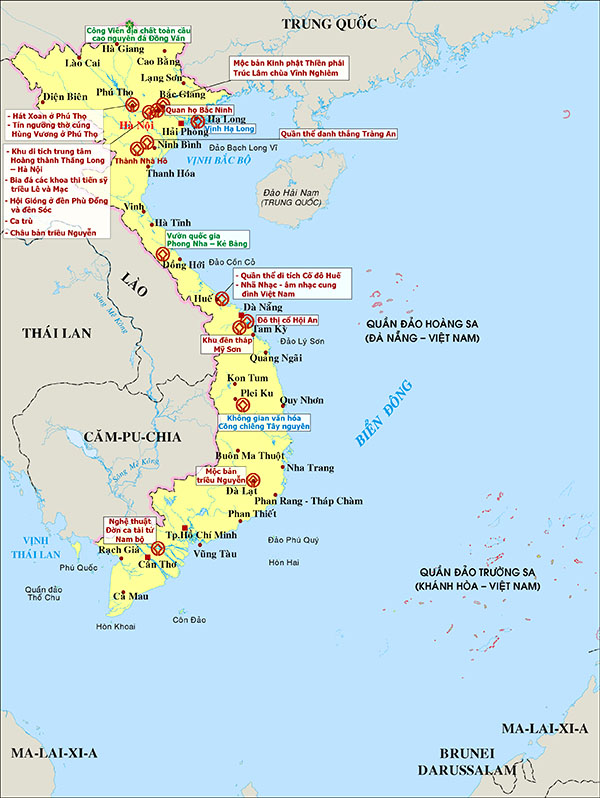 TRUNG QUỐC
Công Viên địa chất toàn cầu
cao nguyên đá Đồng Văn
Hà Giang
Lào Cai
Cao Bằng
Mộc bản Kinh phật Thiền phái
Trúc Lâm chùa Vĩnh Nghiêm
Lạng Sơn
Điện Biên
Phú Thọ
Bắc Giang
- Hát Xoan ở Phú Thọ
- Tín ngưỡng thờ cúng
Hùng Vương ở Phú Thọ
Quan họ Bắc Ninh
Hà Nội
Hạ Long
Vịnh Hạ Long
Hải Phòng
Quần thể danh thắng Tràng An
- Khu di tích trung tâm
Hoàng thành Thăng Long
– Hà Nội
- Bia đá các khoa thi tiến sỹ
triều Lê và Mạc
- Hội Gióng ở đền Phù Đổng
và đền Sóc
- Ca trù
- Châu bản triều Nguyễn
Ninh Bình
Đảo Bạch Long Vĩ
VỊNH BẮC BỘ
Thành Nhà Hồ
Thanh Hóa
Đảo Hải Nam
(TRUNG QUỐC)
Vinh
Hà Tĩnh
Vườn quốc gia
Phong Nha – Kẻ Bàng
Đồng Hới
Đảo Cồn Cỏ
LÀO
Sông Mê Kông
- Quần thể di tích Cố đô Huế
- Nhã Nhạc - âm nhạc cung
đình Việt Nam
Huế
Đà Nẵng
Đô thị cổ Hội An
THÁI LAN
Tam Kỳ
QUẦN ĐẢO HOÀNG SA
(ĐÀ NẴNG – VIỆT NAM)
Khu đền tháp
Mỹ Sơn
Đảo Lý Sơn
Quảng Ngãi
Kon Tum
Plei Ku
Quy Nhơn
BIỂN ĐÔNG
Không gian văn hóa
Công chiêng Tây nguyên
CĂM-PU-CHIA
Buôn Ma Thuột
Sông Mê Kông
Nha Trang
Mộc bản
triều Nguyễn
Đà Lạt
Phan Rang - Tháp Chàm
Phan Thiết
Nghệ thuật
Đờn ca tài tử
Nam bộ
Tp.Hồ Chí Minh
VỊNH
THÁI LAN
Đảo Phú Quý
Rạch Giá
Vũng Tàu
Cần Thơ
Phú Quốc
Hòn Hai
QUẦN ĐẢO TRƯỜNG SA
(KHÁNH HÒA – VIỆT NAM)
Quần đảo
Thổ Chu
Cà Mau
Côn Đảo
Hòn Khoai
MA-LAI-XI-A
MA-LAI-XI-A
BRUNEI
DARUSSALAM